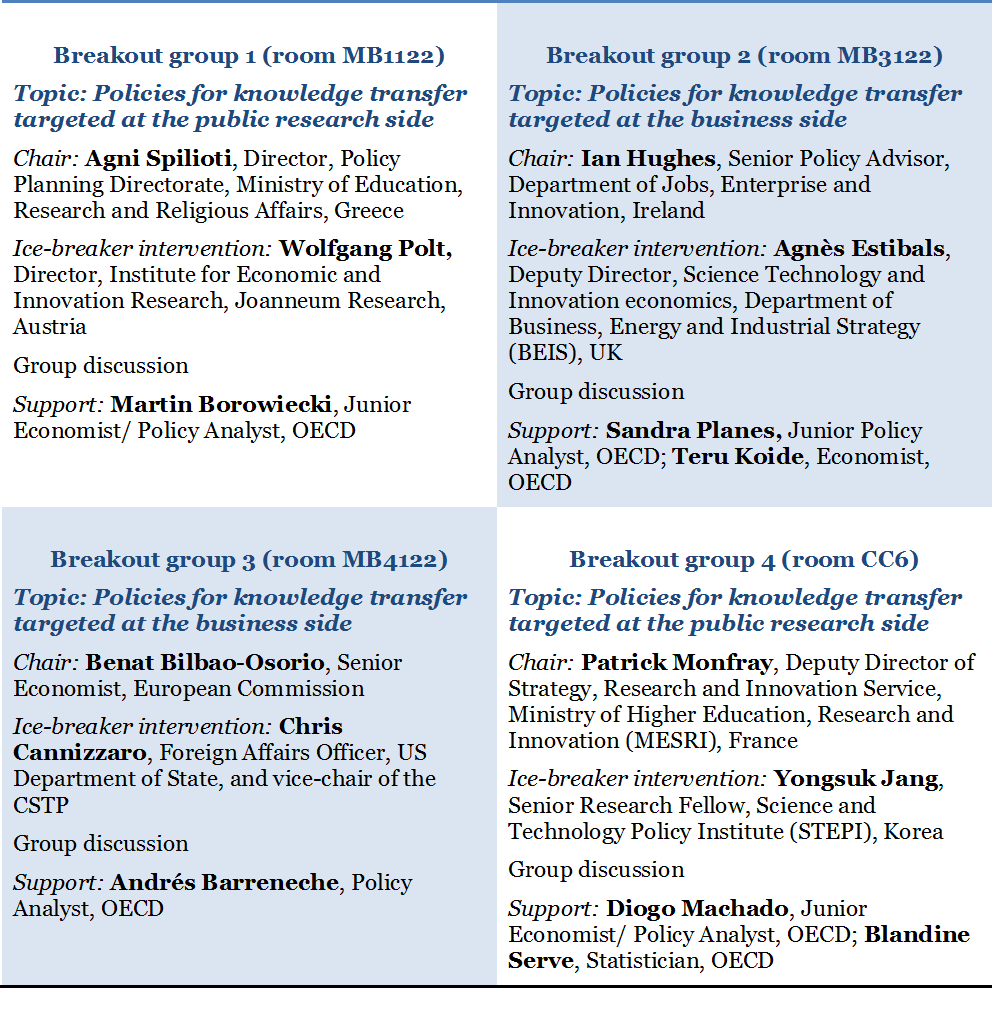 Breakout group 1 (room MB1122)
Topic: Policies for knowledge transfer
targeted at the public research side
Chair: Agni Spilioti, Director, Policy
Planning Directorate, Ministry of Education,
Research and Religious Affairs, Greece
Ice-breaker intervention: Wolfgang Polt,
Director, Institute for Economic and
Innovation Research, Joanneum Research,
Austria
Group discussion
Support: Martin Borowiecki, Junior
Economist/ Policy Analyst, OECD
Breakout group 2 (room MB3122)
Topic: Policies for knowledge transfer
targeted at the business side
Chair: Ian Hughes, Senior Policy Advisor,
Department of Jobs, Enterprise and
Innovation, Ireland
Ice-breaker intervention: Agnès Estibals,
Deputy Director, Science Technology and
Innovation economics, Department of
Business, Energy and Industrial Strategy
(BEIS), UK
Group discussion
Support: Sandra Planes, Junior Policy
Analyst, OECD; Teru Koide, Economist,
OECD
Breakout group 3 (room MB4122)
Topic: Policies for knowledge transfer
targeted at the business side
Chair: Benat Bilbao-Osorio, Senior
Economist, European Commission
Ice-breaker intervention: Chris
Cannizzaro, Foreign Affairs Officer, US
Department of State, and vice-chair of the
CSTP
Group discussion
Support: Andrés Barreneche, Policy
Analyst, OECD
Breakout group 4 (room CC6)
Topic: Policies for knowledge transfer
targeted at the public research side
Chair: Patrick Monfray, Deputy Director of
Strategy, Research and Innovation Service,
Ministry of Higher Education, Research and
Innovation (MESRI), France
Ice-breaker intervention: Yongsuk Jang,
Senior Research Fellow, Science and
Technology Policy Institute (STEPI), Korea
Group discussion
Support: Diogo Machado, Junior
Economist/ Policy Analyst, OECD; Blandine
Serve, Statistician, OECD